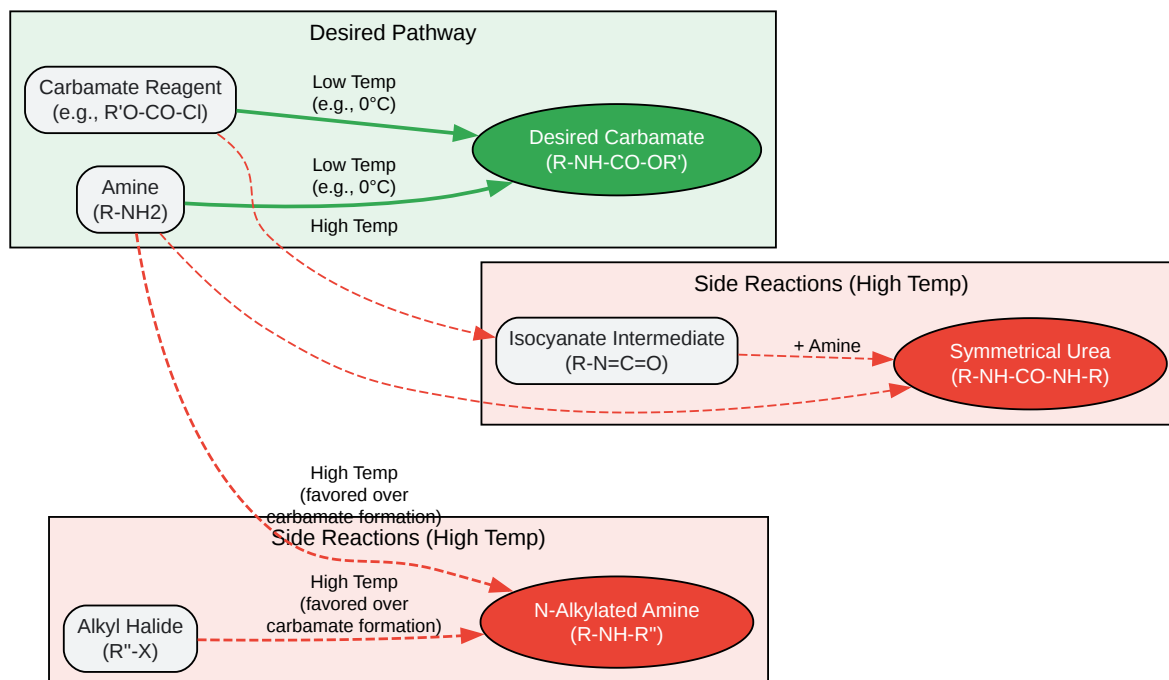 Desired Pathway
Carbamate Reagent
(e.g., R'O-CO-Cl)
Low Temp
(e.g., 0°C)
Desired Carbamate
(R-NH-CO-OR')
Amine
(R-NH2)
Low Temp
(e.g., 0°C)
High Temp
Side Reactions (High Temp)
Isocyanate Intermediate
(R-N=C=O)
+ Amine
Symmetrical Urea
(R-NH-CO-NH-R)
High Temp
(favored over
carbamate formation)
Side Reactions (High Temp)
Alkyl Halide
(R''-X)
High Temp
(favored over
carbamate formation)
N-Alkylated Amine
(R-NH-R'')